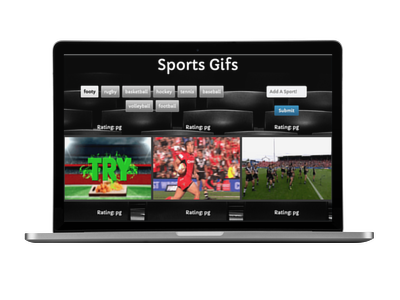 Sports Gifs
footy rugby basketball hockey tennis baseball Add A Sport!
volleyball football Submit
Rating: pg Rating: pg Rating: pg
TRY
Rating: pg Rating: pg Rating: pg